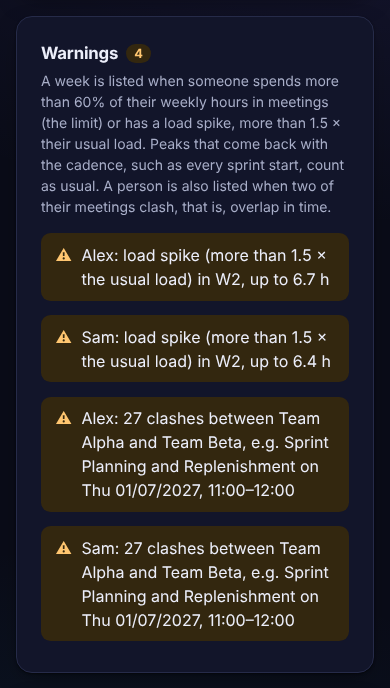 Warnings 4
A week is listed when someone spends more
than 60% of their weekly hours in meetings
(the limit) or has a load spike, more than 1.5 ×
their usual load. Peaks that come back with
the cadence, such as every sprint start, count
as usual. A person is also listed when two of
their meetings clash, that is, overlap in time.
Alex: load spike (more than 1.5 ×
the usual load) in W2, up to 6.7 h
Sam: load spike (more than 1.5 ×
the usual load) in W2, up to 6.4 h
Alex: 27 clashes between Team
Alpha and Team Beta, e.g. Sprint
Planning and Replenishment on
Thu 01/07/2027, 11:00–12:00
Sam: 27 clashes between Team
Alpha and Team Beta, e.g. Sprint
Planning and Replenishment on
Thu 01/07/2027, 11:00–12:00